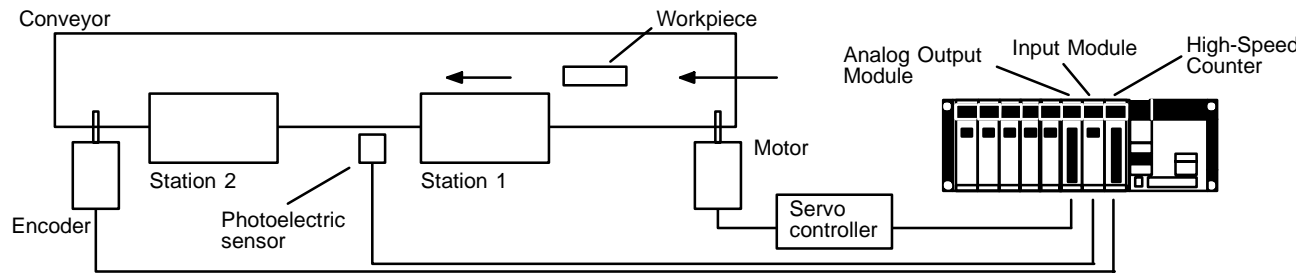 Conveyor
Workpiece
Analog Output
Module
Input Module
High-Speed
Counter
Station 2
Station 1
Motor
Encoder
Photoelectric
sensor
Servo
controller